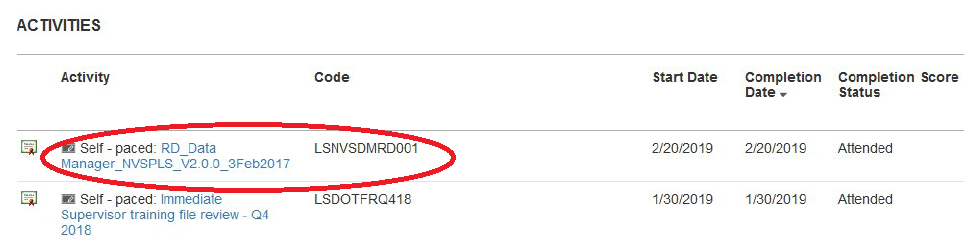 ACTIVITIES
Activity Code Start Date Completion Date Completion Status Score
Self - paced: RD_Data LSNVSDMRD001 2/20/2019 2/20/2019 Attended
Manager_NVSPLS_V2.0.0_3Feb2017
Self - paced: Immediate LSDOTFRQ418 1/30/2019 1/30/2019 Attended
Supervisor training file review - Q4
2018